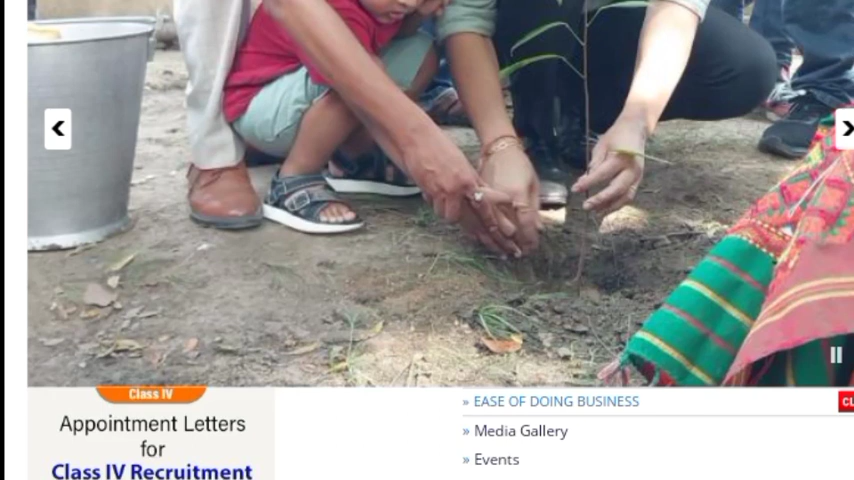 Class IV
Appointment Letters
for
Class IV Recruitment
» EASE OF DOING BUSINESS
» Media Gallery
» Events